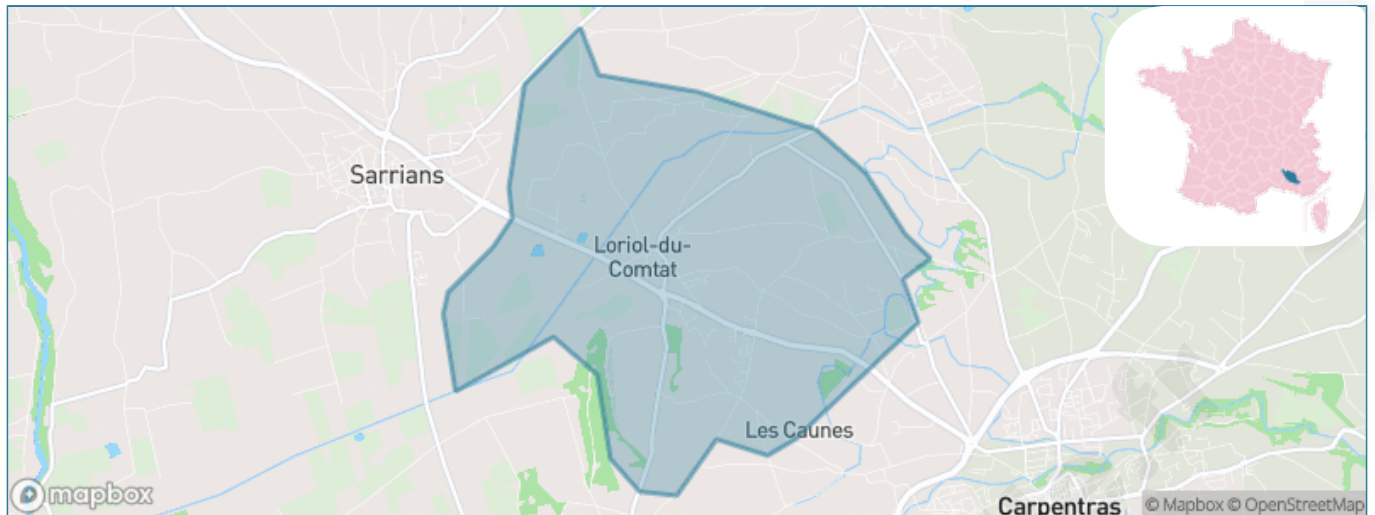 Sarrians
Loriol-du-
Comtat
Les Caunes
Carpentras
mapbox
© Mapbox © OpenStreetMap